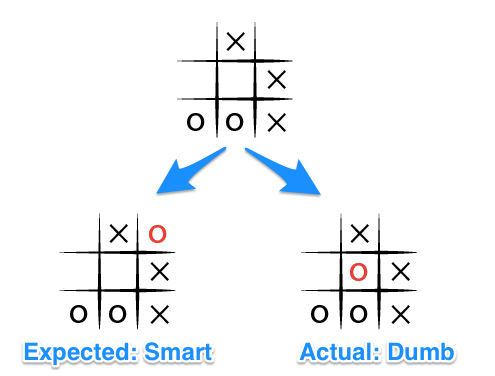 ×
×
O O ×
× O
×
O O ×
Expected: Smart
×
O ×
O O ×
Actual: Dumb